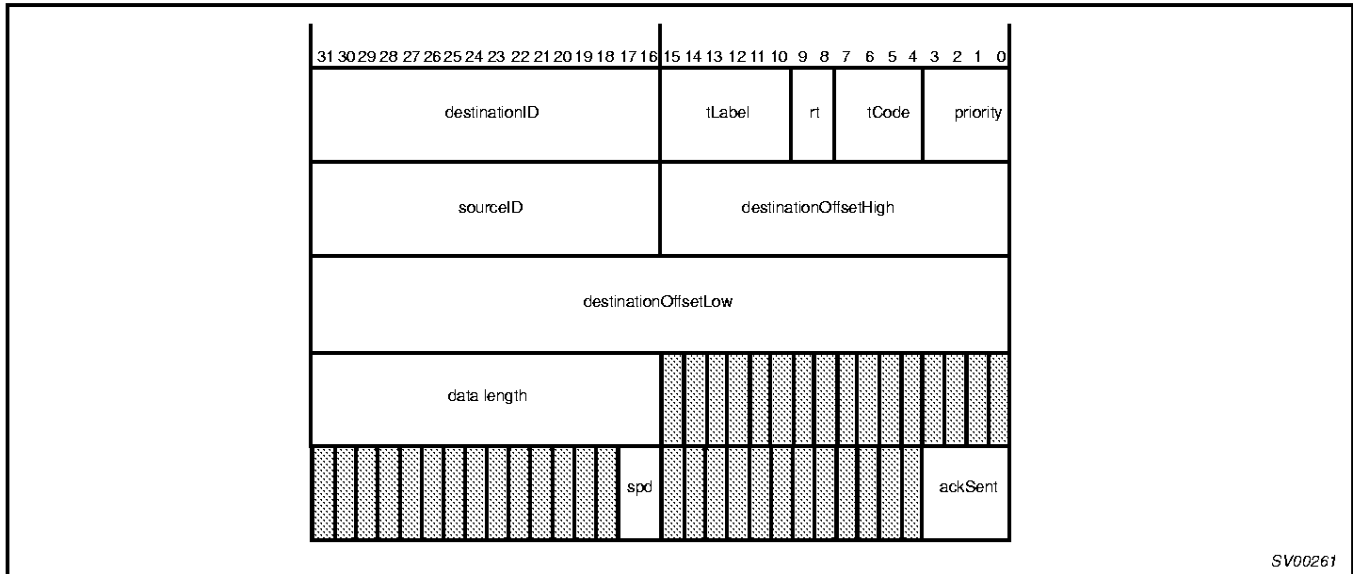 31 30 29 28 27 26 25 24 23 22 21 20 19 18 17 16 15 14 13 12 11 10 9 8 7 6 5 4 3 2 1 0
destinationID tLabel rt tCode priority
sourceID destinationOffsetHigh
destinationOffsetLow
data length
spd ackSent
SV00261